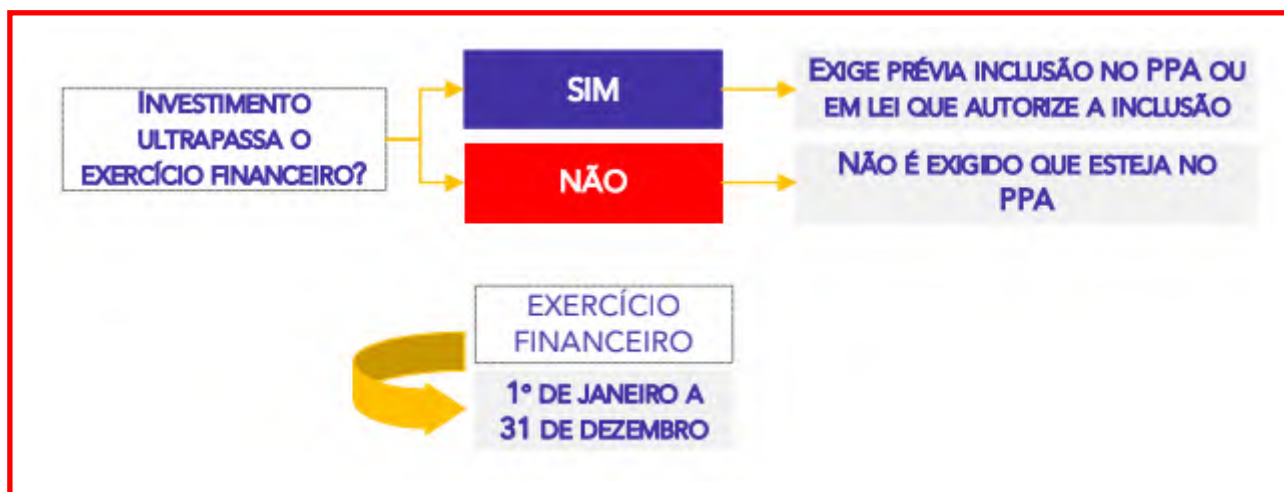 INVESTIMENTO
ULTRAPASSA O
EXERCÍCIO FINANCEIRO?
SIM
EXIGE PRÉVIA INCLUSÃO NO PPA OU
EM LEI QUE AUTORIZE A INCLUSÃO
NÃO
NÃO É EXIGIDO QUE ESTEJA NO
PPA
EXERCÍCIO
FINANCEIRO
1º DE JANEIRO A
31 DE DEZEMBRO